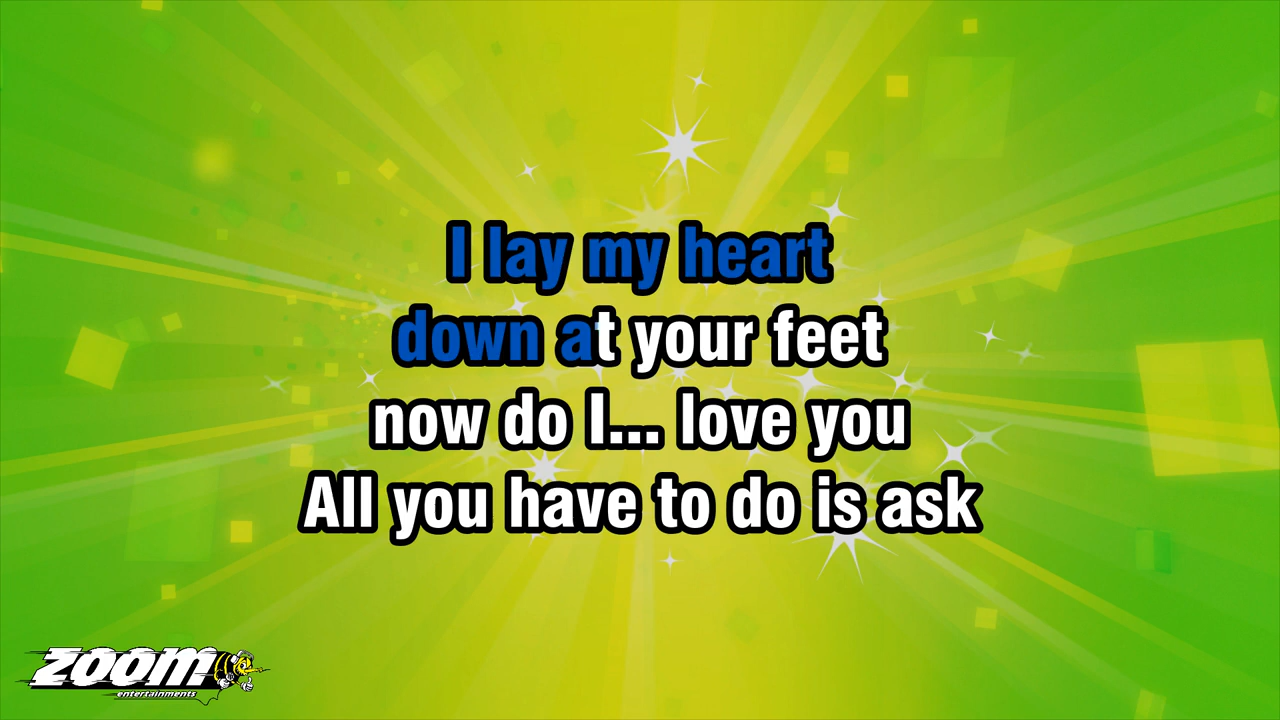 I lay my heart
down at your feet
now do I... love you
All you have to do is ask
ZOOM
entertainments